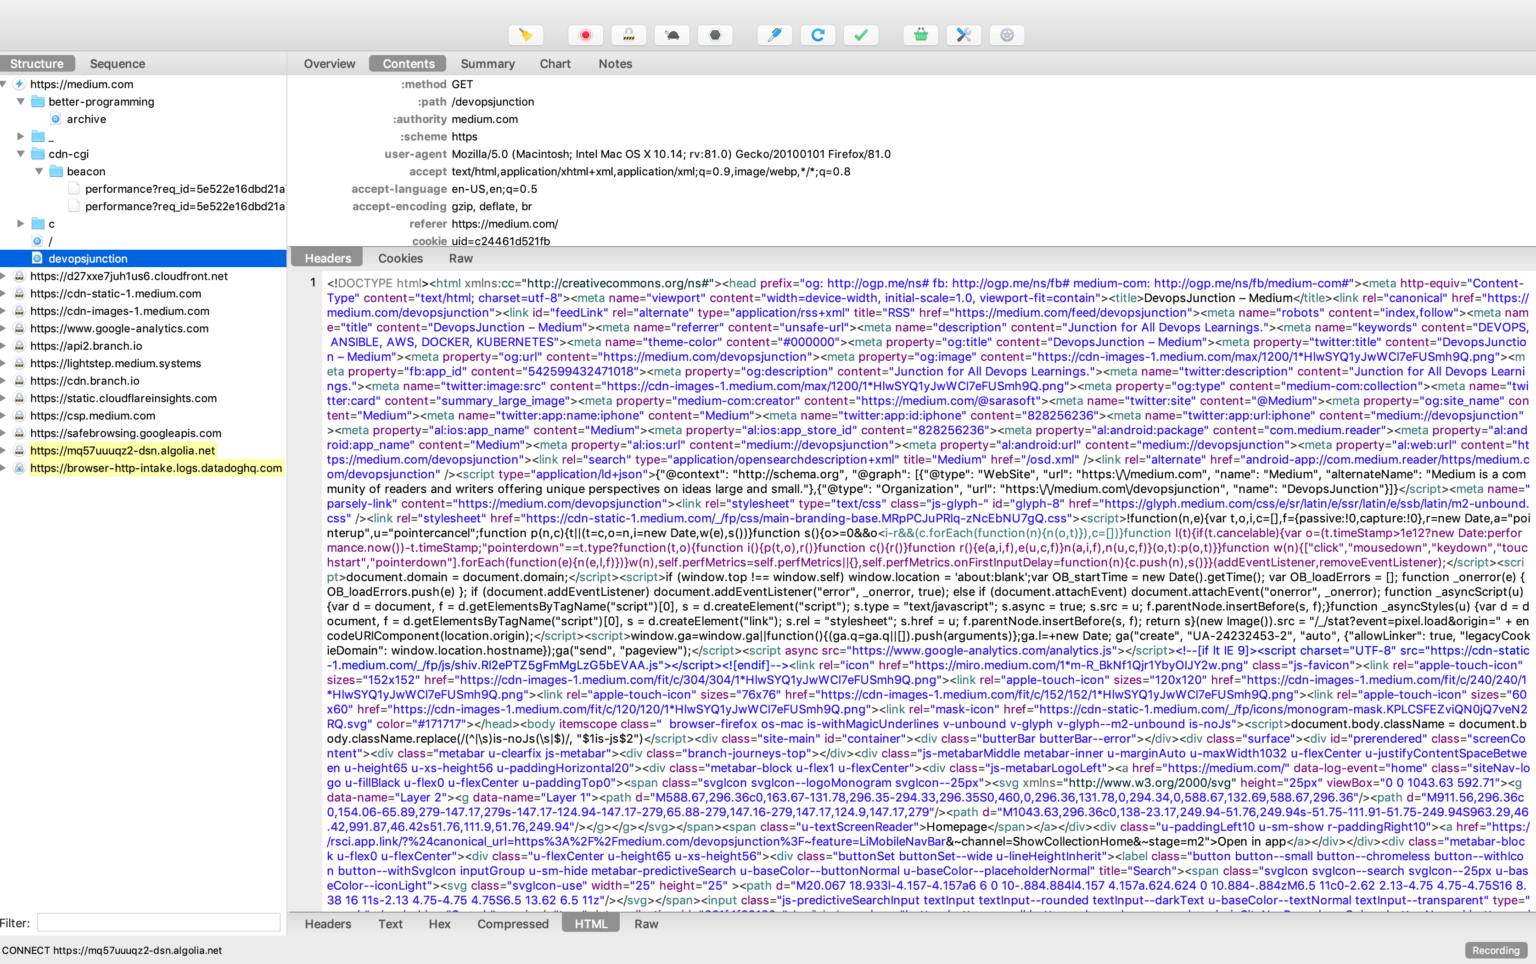 Structure
Sequence
Overview
Contents
Summary
Chart
Notes
https://medium.com
better-programming
archive
_
cdn-cgi
beacon
performance?req_id=5e522e16dbd21a
performance?req_id=5e522e16dbd21a
c
/
devopsjunction
https://d27xxe7juh1us6.cloudfront.net
https://cdn-static-1.medium.com
https://cdn-images-1.medium.com
https://www.google-analytics.com
https://api2.branch.io
https://lightstep.medium.systems
https://cdn.branch.io
https://static.cloudflareinsights.com
https://csp.medium.com
https://safebrowsing.googleapis.com
https://mq57uuuqz2-dsn.algolia.net
https://browser-http-intake.logs.datadoghq.com
Filter:
CONNECT https://mq57uuuqz2-dsn.algolia.net
:method GET
:path /devopsjunction
:authority medium.com
:scheme https
user-agent Mozilla/5.0 (Macintosh; Intel Mac OS X 10.14; rv:81.0) Gecko/20100101 Firefox/81.0
accept text/html,application/xhtml+xml,application/xml;q=0.9,image/webp,*/*;q=0.8
accept-language en-US,en;q=0.5
accept-encoding gzip, deflate, br
referer https://medium.com/
cookie uid=c24461d521fb
Headers
Cookies
Raw
1 <!DOCTYPE html><html xmlns:cc="http://creativecommons.org/ns#"><head prefix="og: http://ogp.me/ns# fb: http://ogp.me/ns/fb# medium-com: http://ogp.me/ns/fb/medium-com#"><meta http-equiv="Content-
Type" content="text/html; charset=utf-8"><meta name="viewport" content="width=device-width, initial-scale=1.0, viewport-fit=contain"><title>DevopsJunction – Medium</title><link rel="canonical" href="https://
medium.com/devopsjunction"><link id="feedLink" rel="alternate" type="application/rss+xml" title="RSS" href="https://medium.com/feed/devopsjunction"><meta name="robots" content="index,follow"><meta nam
e="title" content="DevopsJunction – Medium"><meta name="referrer" content="unsafe-url"><meta name="description" content="Junction for All Devops Learnings."><meta name="keywords" content="DEVOPS,
ANSIBLE, AWS, DOCKER, KUBERNETES"><meta name="theme-color" content="#000000"><meta property="og:title" content="DevopsJunction – Medium"><meta property="twitter:title" content="DevopsJunctio
n – Medium"><meta property="og:url" content="https://medium.com/devopsjunction"><meta property="og:image" content="https://cdn-images-1.medium.com/max/1200/1*HlwSYQ1yJwWCl7eFUSmh9Q.png"><m
eta property="fb:app_id" content="542599432471018"><meta property="og:description" content="Junction for All Devops Learnings."><meta name="twitter:description" content="Junction for All Devops Learni
ngs."><meta name="twitter:image:src" content="https://cdn-images-1.medium.com/max/1200/1*HlwSYQ1yJwWCl7eFUSmh9Q.png"><meta property="og:type" content="medium-com:collection"><meta name="twi
tter:card" content="summary_large_image"><meta property="medium-com:creator" content="https://medium.com/@sarasoft"><meta name="twitter:site" content="@Medium"><meta property="og:site_name" co
ntent="Medium"><meta name="twitter:app:name:iphone" content="Medium"><meta name="twitter:app:id:iphone" content="828256236"><meta name="twitter:app:url:iphone" content="medium://devopsjunction"
><meta property="al:ios:app_name" content="Medium"><meta property="al:ios:app_store_id" content="828256236"><meta property="al:android:package" content="com.medium.reader"><meta property="al:and
roid:app_name" content="Medium"><meta property="al:ios:url" content="medium://devopsjunction"><meta property="al:android:url" content="medium://devopsjunction"><meta property="al:web:url" content="ht
tps://medium.com/devopsjunction"><link rel="search" type="application/opensearchdescription+xml" title="Medium" href="/osd.xml" /><link rel="alternate" href="android-app://com.medium.reader/https/medium.c
om/devopsjunction" /><script type="application/ld+json">{"@context": "http://schema.org", "@graph": [{"@type": "WebSite", "url": "https:\/\/medium.com", "name": "Medium", "alternateName": "Medium is a com
munity of readers and writers offering unique perspectives on ideas large and small."},{"@type": "Organization", "url": "https:\/\/medium.com\/devopsjunction", "name": "DevopsJunction"}]}</script><meta name="
parsely-link" content="https://medium.com/devopsjunction"><link rel="stylesheet" type="text/css" class="js-glyph-" id="glyph-8" href="https://glyph.medium.com/css/e/sr/latin/e/ssr/latin/e/ssb/latin/m2-unbound.
css" /><link rel="stylesheet" href="https://cdn-static-1.medium.com/_/fp/css/main-branding-base.MRpPCJuPRlq-zNcEbNU7gQ.css"><script>!function(n,e){var t,o,i,c=[],f={passive:!0,capture:!0},r=new Date,a="poi
nterup",u="pointercancel";function p(n,c){t||(t=c,o=n,i=new Date,w(e),s())}function s(){o>=0&&o<i-r&&(c.forEach(function(n){n(o,t)}),c=[])}function l(t){if(t.cancelable){var o=(t.timeStamp>1e12?new Date:perfor
mance.now())-t.timeStamp;"pointerdown"==t.type?function(t,o){function i(){p(t,o),r()}function c(){r()}function r(){e(a,i,f),e(u,c,f)}n(a,i,f),n(u,c,f)}(o,t):p(o,t)}}function w(n){["click","mousedown","keydown","touc
hstart","pointerdown"].forEach(function(e){n(e,l,f)})}w(n),self.perfMetrics=self.perfMetrics||{},self.perfMetrics.onFirstInputDelay=function(n){c.push(n),s()}}(addEventListener,removeEventListener);</script><scri
pt>document.domain = document.domain;</script><script>if (window.top !== window.self) window.location = 'about:blank';var OB_startTime = new Date().getTime(); var OB_loadErrors = []; function _onerror(e) {
OB_loadErrors.push(e) }; if (document.addEventListener) document.addEventListener("error", _onerror, true); else if (document.attachEvent) document.attachEvent("onerror", _onerror); function _asyncScript(u)
{var d = document, f = d.getElementsByTagName("script")[0], s = d.createElement("script"); s.type = "text/javascript"; s.async = true; s.src = u; f.parentNode.insertBefore(s, f);}function _asyncStyles(u) {var d = d
ocument, f = d.getElementsByTagName("script")[0], s = d.createElement("link"); s.rel = "stylesheet"; s.href = u; f.parentNode.insertBefore(s, f); return s}(new Image()).src = "/_/stat?event=pixel.load&origin=" + en
codeURIComponent(location.origin);</script><script>window.ga=window.ga||function(){(ga.q=ga.q||[]).push(arguments)};ga.l=+new Date; ga("create", "UA-24232453-2", "auto", {"allowLinker": true, "legacyCook
ieDomain": window.location.hostname});ga("send", "pageview");</script><script async src="https://www.google-analytics.com/analytics.js"></script><!--[if lt IE 9]><script charset="UTF-8" src="https://cdn-static
-1.medium.com/_/fp/js/shiv.RI2ePTZ5gFmMgLzG5bEVAA.js"></script><![endif]--><link rel="icon" href="https://miro.medium.com/1*m-R_BkNf1Qjr1YbyOIJY2w.png" class="js-favicon"><link rel="apple-touch-icon"
sizes="152x152" href="https://cdn-images-1.medium.com/fit/c/304/304/1*HlwSYQ1yJwWCl7eFUSmh9Q.png"><link rel="apple-touch-icon" sizes="120x120" href="https://cdn-images-1.medium.com/fit/c/240/240/1
*HlwSYQ1yJwWCl7eFUSmh9Q.png"><link rel="apple-touch-icon" sizes="76x76" href="https://cdn-images-1.medium.com/fit/c/152/152/1*HlwSYQ1yJwWCl7eFUSmh9Q.png"><link rel="apple-touch-icon" sizes="60
x60" href="https://cdn-images-1.medium.com/fit/c/120/120/1*HlwSYQ1yJwWCl7eFUSmh9Q.png"><link rel="mask-icon" href="https://cdn-static-1.medium.com/_/fp/icons/monogram-mask.KPLCSFEZviQN0jQ7veN2
RQ.svg" color="#171717"></head><body itemscope class=" browser-firefox os-mac is-withMagicUnderlines v-unbound v-glyph v-glyph--m2-unbound is-noJs"><script>document.body.className = document.b
ody.className.replace(/(^|\s)is-noJs(\s|$)/, "$1is-js$2")</script><div class="site-main" id="container"><div class="butterBar butterBar--error"></div><div class="surface"><div id="prerendered" class="screenCo
ntent"><div class="metabar u-clearfix js-metabar"><div class="branch-journeys-top"></div><div class="js-metabarMiddle metabar-inner u-marginAuto u-maxWidth1032 u-flexCenter u-justifyContentSpaceBetwe
en u-height65 u-xs-height56 u-paddingHorizontal20"><div class="metabar-block u-flex1 u-flexCenter"><div class="js-metabarLogoLeft"><a href="https://medium.com/" data-log-event="home" class="siteNav-lo
go u-fillBlack u-flex0 u-flexCenter u-paddingTop0"><span class="svgIcon svgIcon--logoMonogram svgIcon--25px"><svg xmlns="http://www.w3.org/2000/svg" height="25px" viewBox="0 0 1043.63 592.71"><g
data-name="Layer 2"><g data-name="Layer 1"><path d="M588.67,296.36c0,163.67-131.78,296.35-294.33,296.35S0,460,0,296.36,131.78,0,294.34,0,588.67,132.69,588.67,296.36"/><path d="M911.56,296.36c
0,154.06-65.89,279-147.17,279s-147.17-124.94-147.17-279,65.88-279,147.16-279,147.17,124.9,147.17,279"/><path d="M1043.63,296.36c0,138-23.17,249.94-51.76,249.94s-51.75-111.91-51.75-249.94S963.29,46
.42,991.87,46.42s51.76,111.9,51.76,249.94"/></g></g></svg></span><span class="u-textScreenReader">Homepage</span></a></div><div class="u-paddingLeft10 u-sm-show r-paddingRight10"><a href="https:/
/rsci.app.link/?%24canonical_url=https%3A%2F%2Fmedium.com/devopsjunction%3F~feature=LiMobileNavBar&~channel=ShowCollectionHome&~stage=m2">Open in app</a></div></div><div class="metabar-bloc
k u-flex0 u-flexCenter"><div class="u-flexCenter u-height65 u-xs-height56"><div class="buttonSet buttonSet--wide u-lineHeightInherit"><label class="button button--small button--chromeless button--withIco
n button--withSvgIcon inputGroup u-sm-hide metabar-predictiveSearch u-baseColor--buttonNormal u-baseColor--placeholderNormal" title="Search"><span class="svgIcon svgIcon--search svgIcon--25px u-bas
eColor--iconLight"><svg class="svgIcon-use" width="25" height="25" ><path d="M20.067 18.933l-4.157-4.157a6 6 0 10-.884.884l4.157 4.157a.624.624 0 10.884-.884zM6.5 11c0-2.62 2.13-4.75 4.75-4.75S16 8.
38 16 11s-2.13 4.75-4.75 4.75S6.5 13.62 6.5 11z"/></svg></span><input class="js-predictiveSearchInput textInput textInput--rounded textInput--darkText u-baseColor--textNormal textInput--transparent" type="
Headers
Text
Hex
Compressed
HTML
Raw
Recording